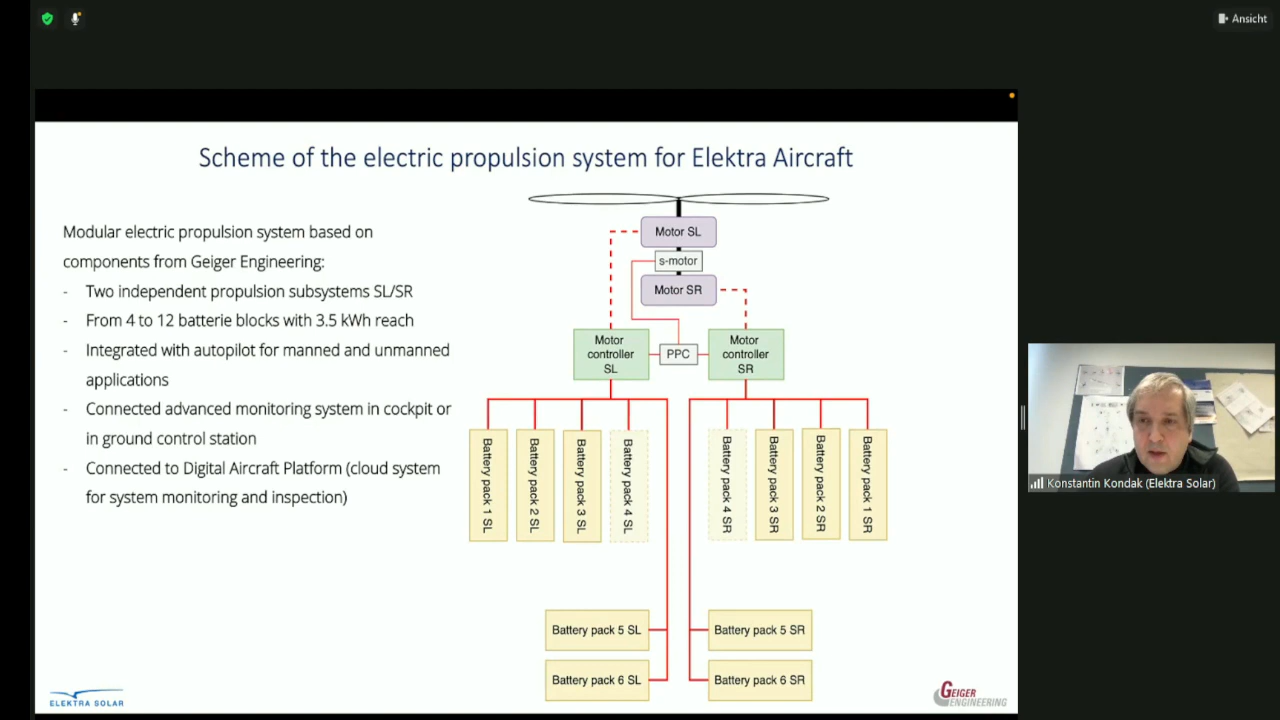 Ansicht
Scheme of the electric propulsion system for Elektra Aircraft
Modular electric propulsion system based on
components from Geiger Engineering:
- Two independent propulsion subsystems SL/SR
- From 4 to 12 batterie blocks with 3.5 kWh reach
- Integrated with autopilot for manned and unmanned
applications
- Connected advanced monitoring system in cockpit or
in ground control station
- Connected to Digital Aircraft Platform (cloud system
for system monitoring and inspection)
Motor SL
s-motor
Motor SR
Motor
controller
SL
PPC
Motor
controller
SR
Battery pack 1 SL
Battery pack 2 SL
Battery pack 3 SL
Battery pack 4 SL
Battery pack 4 SR
Battery pack 3 SR
Battery pack 2 SR
Battery pack 1 SR
Battery pack 5 SL
Battery pack 5 SR
Battery pack 6 SL
Battery pack 6 SR
ELEKTRA SOLAR
GEIGER
ENGINEERING
Konstantin Kondak (Elektra Solar)